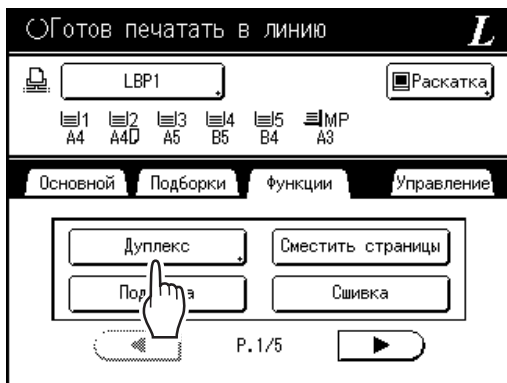 Готов печатать в линию L
LBP1 Раскатка
1 2 3 4 5 MP
A4 A4 A5 B5 B4 A3
Основной Подборки Функции Управление
Дуплекс Сместить страницы
Сшивка
P.1/5